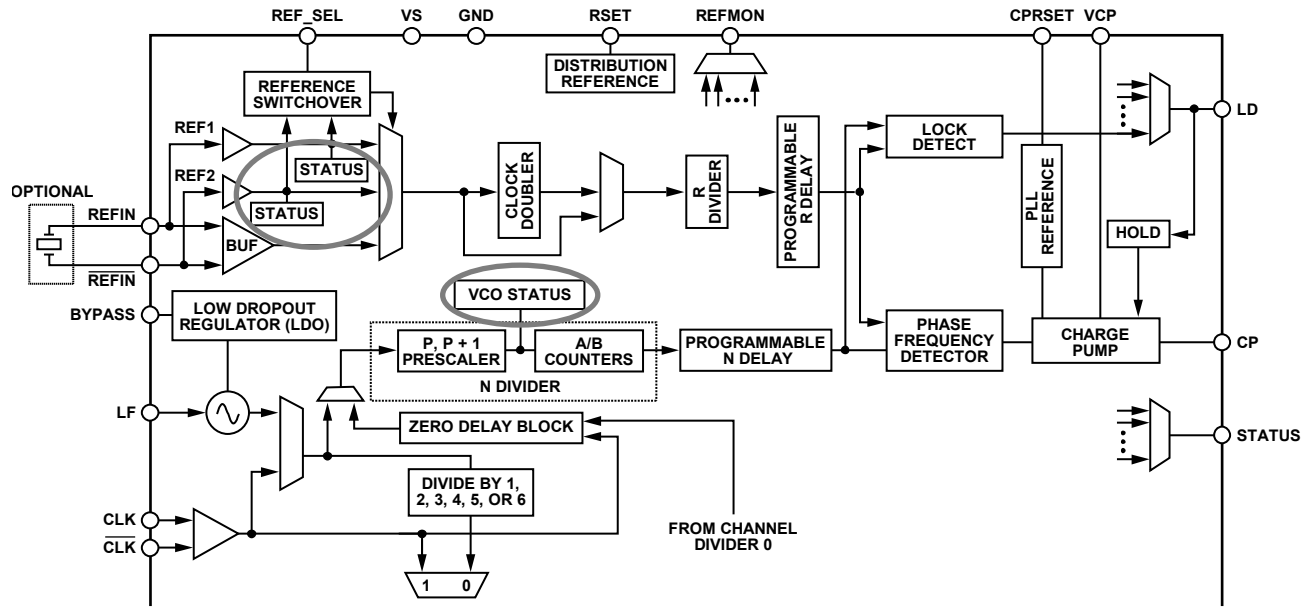 REF_SEL
VS
GND
RSET
REFMON
CPRSET
VCP
REFERENCE
SWITCHOVER
DISTRIBUTION
REFERENCE
REF1
STATUS
REF2
STATUS
OPTIONAL
REFIN
REFIN
BUF
CLOCK
DOUBLER
R
DIVIDER
PROGRAMMABLE
R DELAY
LOCK
DETECT
PLL
REFERENCE
LD
HOLD
BYPASS
LOW DROPOUT
REGULATOR (LDO)
VCO STATUS
P, P + 1
PRESCALER
A/B
COUNTERS
N DIVIDER
PROGRAMMABLE
N DELAY
PHASE
FREQUENCY
DETECTOR
CHARGE
PUMP
CP
LF
ZERO DELAY BLOCK
STATUS
DIVIDE BY 1,
2, 3, 4, 5, OR 6
CLK
CLK
FROM CHANNEL
DIVIDER 0
1 0